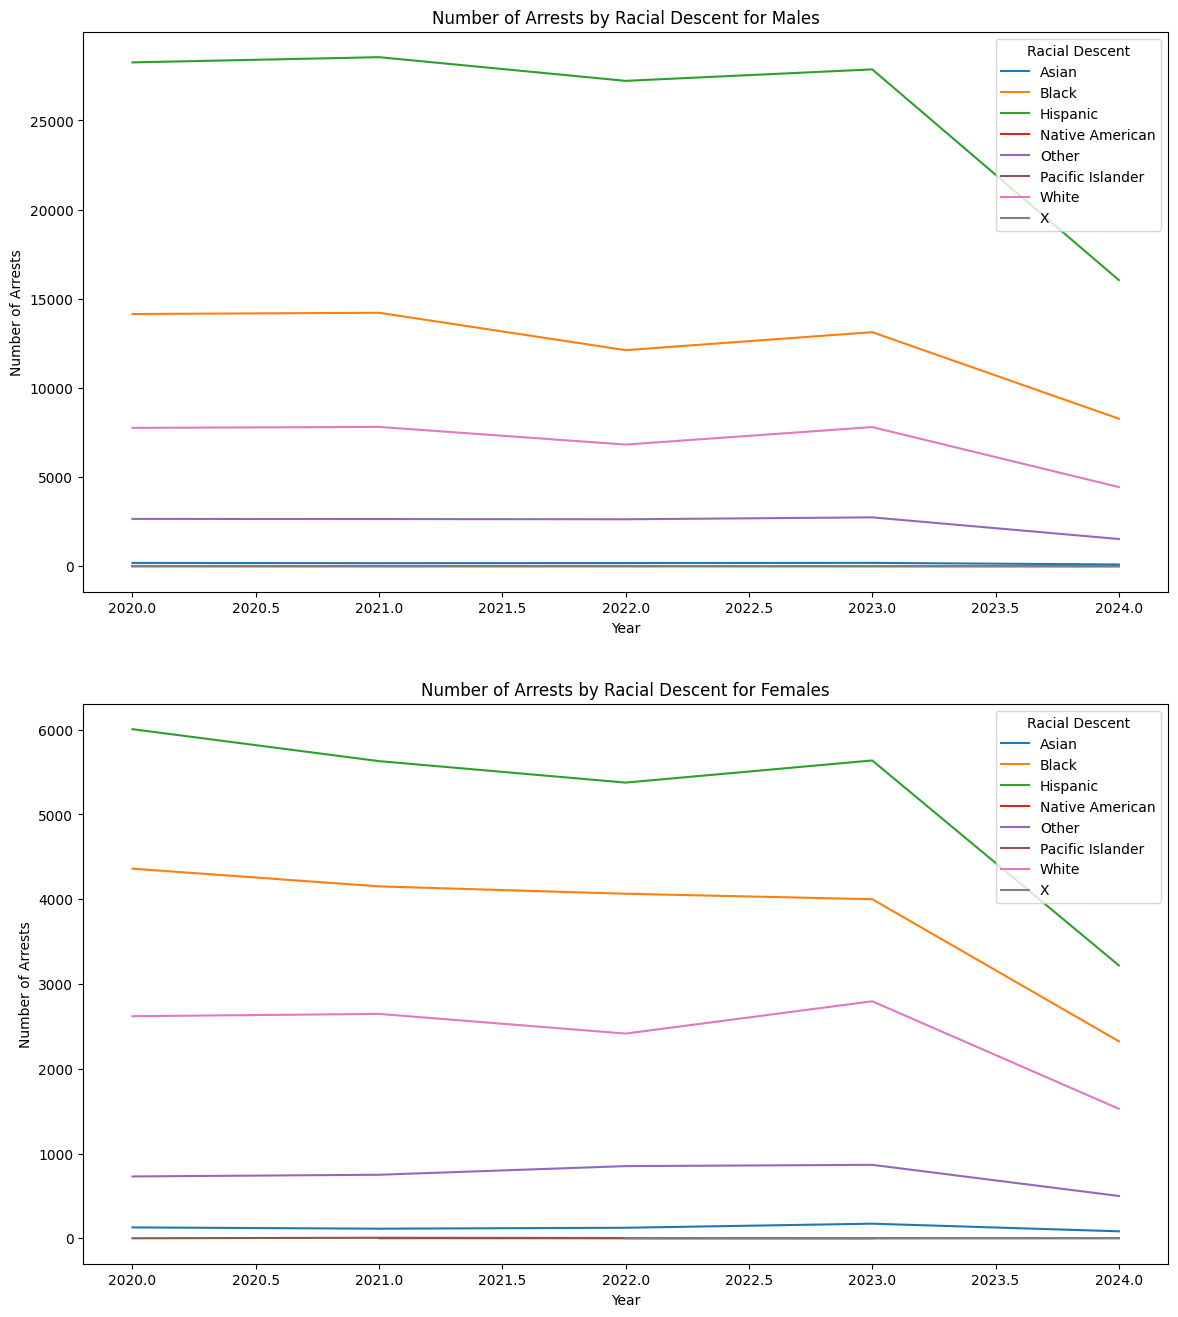 Number of Arrests by Racial Descent for Males
Number of Arrests
25000
20000
15000
10000
5000
0
Racial Descent
Asian
Black
Hispanic
Native American
Other
Pacific Islander
White
X
2020.0 2020.5 2021.0 2021.5 2022.0 2022.5 2023.0 2023.5 2024.0
Year
Number of Arrests by Racial Descent for Females
Number of Arrests
6000
5000
4000
3000
2000
1000
0
Racial Descent
Asian
Black
Hispanic
Native American
Other
Pacific Islander
White
X
2020.0 2020.5 2021.0 2021.5 2022.0 2022.5 2023.0 2023.5 2024.0
Year